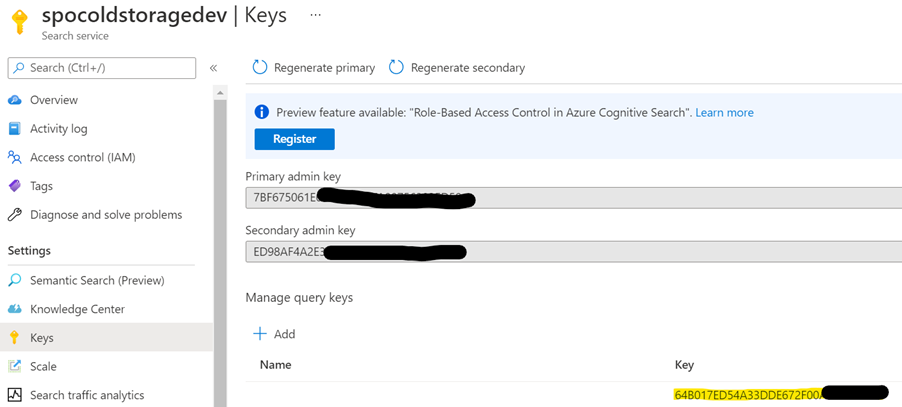 spocoldstoragedev | Keys ...
Search service
Search (Ctrl+/)
«
Regenerate primary
Regenerate secondary
Overview
Activity log
Access control (IAM)
Tags
Diagnose and solve problems
Settings
Semantic Search (Preview)
Knowledge Center
Keys
Scale
Search traffic analytics
Preview feature available: "Role-Based Access Control in Azure Cognitive Search". Learn more
Register
Primary admin key
7BF675061E
Secondary admin key
ED98AF4A2E3
Manage query keys
+ Add
Name
Key
64B017ED54A33DDE672F00